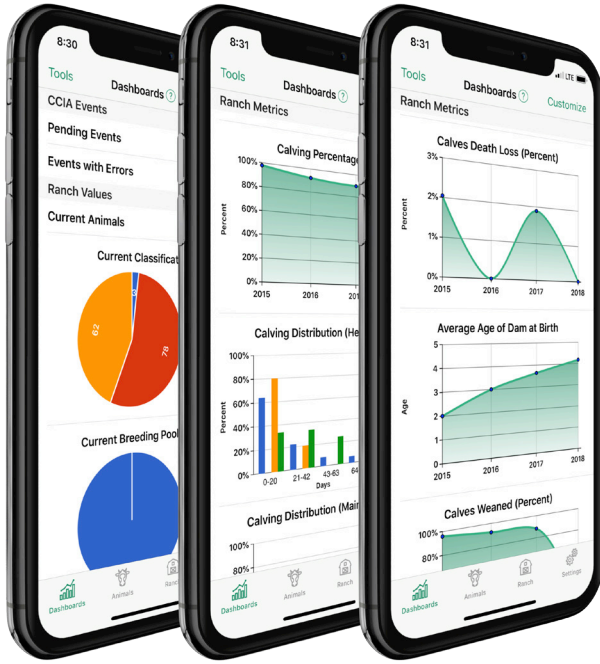 8:30
Tools
Dashboards ?
CCIA Events
Pending Events
Events with Errors
Ranch Values
Current Animals
Current Classificat
62
78
Current Breeding Pool
Dashboards
Animals
Ranch
8:31
Tools
Dashboards ?
Ranch Metrics
Calving Percentage
100%
80%
60%
40%
20%
0%
Percent
2015
2016
201
Calving Distribution (He
100%
80%
60%
40%
20%
0%
Percent
0-20
21-42
43-63
64
Days
Calving Distribution (Mair
100%
80%
Dashboards
Animals
Ranch
8:31
LTE
Tools
Dashboards ?
Customize
Ranch Metrics
Calves Death Loss (Percent)
3%
2%
1%
0%
Percent
2015
2016
2017
2018
Average Age of Dam at Birth
5
4
3
2
1
0
Age
2015
2016
2017
2018
Calves Weaned (Percent)
100%
80%
Dashboards
Animals
Ranch
Settings